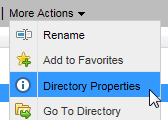 More Actions
Rename
Add to Favorites
Directory Properties
Go To Directory